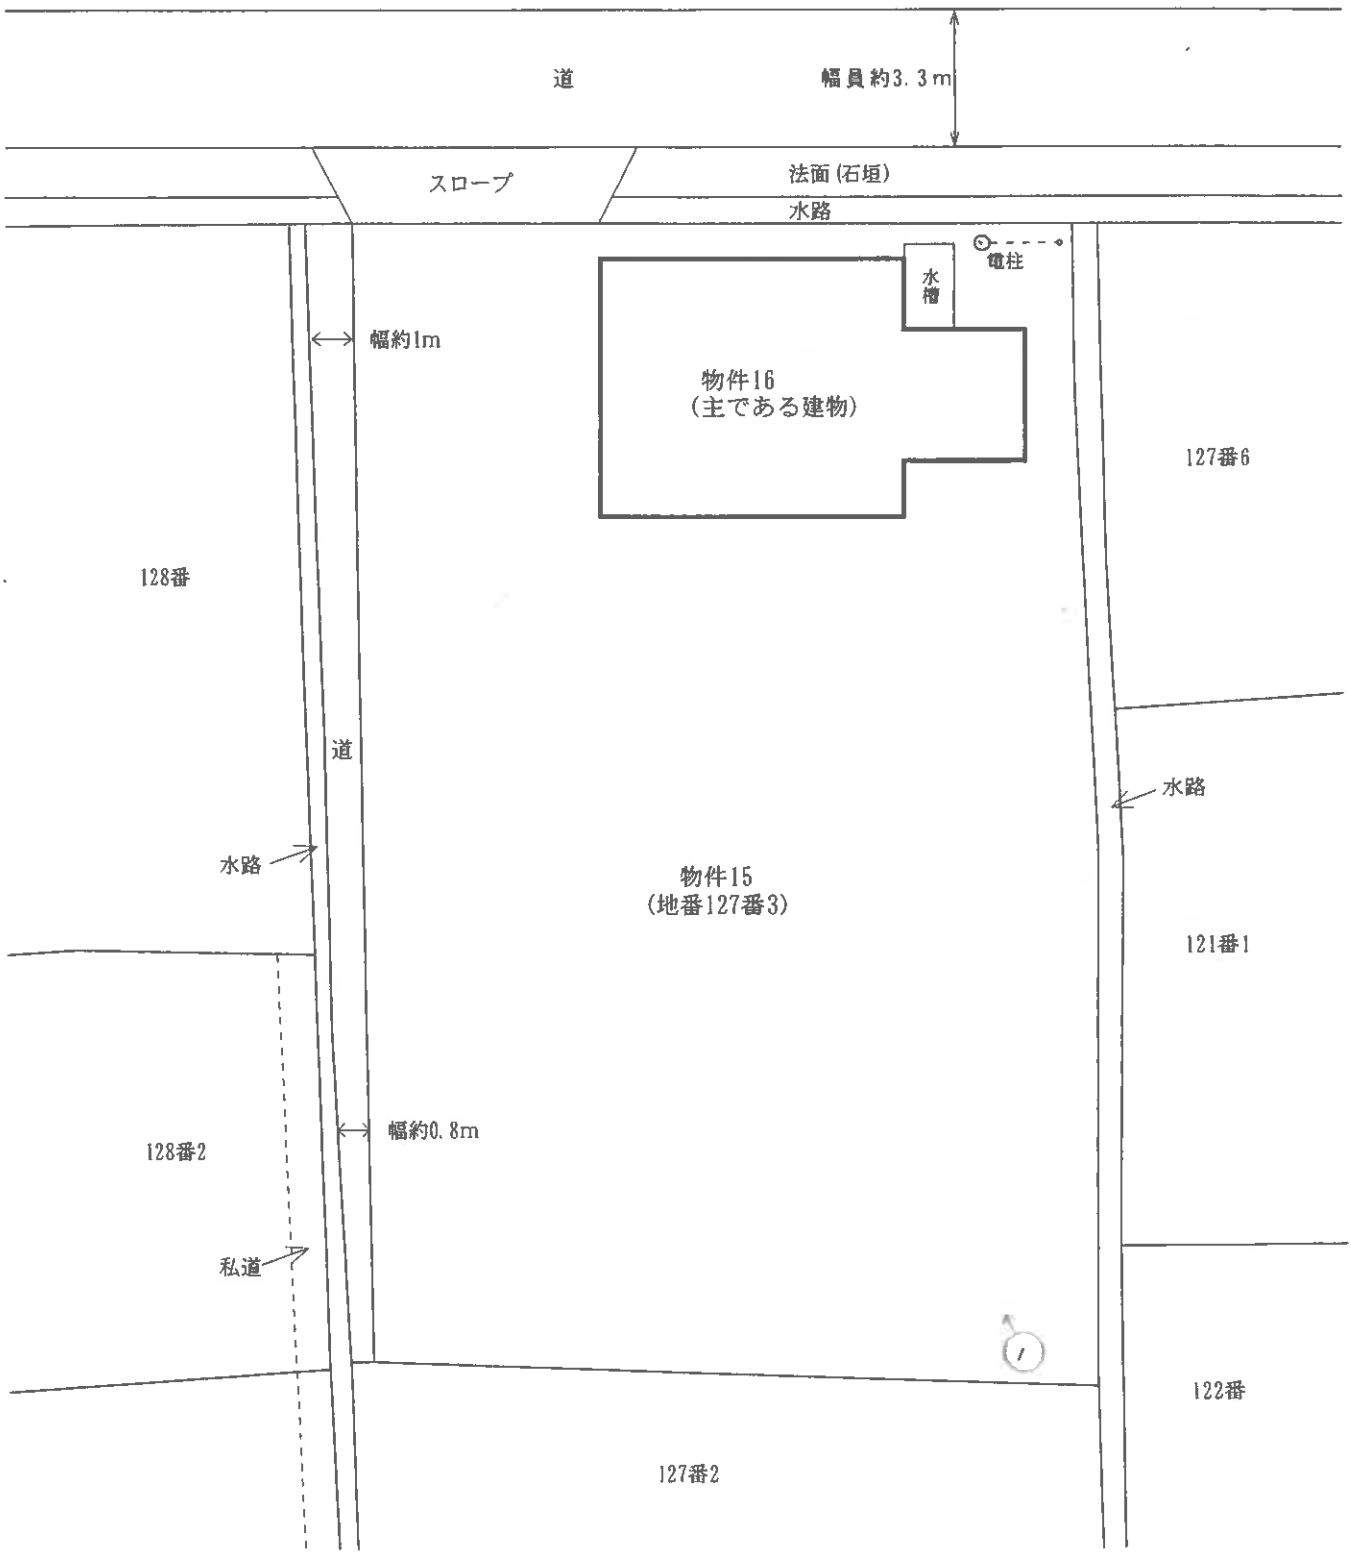 道
幅員約3.3m
スロープ
法面(石垣)
水路
電柱
水槽
幅約1m
物件16
(主である建物)
127番6
128番
道
水路
水路
物件15
(地番127番3)
121番1
幅約0.8m
128番2
私道
1
122番
127番2